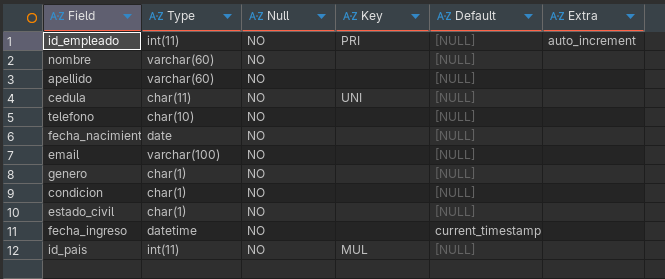 Field Type Null Key Default Extra
1 id_empleado int(11) NO PRI [NULL] auto_increment
2 nombre varchar(60) NO [NULL]
3 apellido varchar(60) NO [NULL]
4 cedula char(11) NO UNI [NULL]
5 telefono char(10) NO [NULL]
6 fecha_nacimient date NO [NULL]
7 email varchar(100) NO [NULL]
8 genero char(1) NO [NULL]
9 condicion char(1) NO [NULL]
10 estado_civil char(1) NO [NULL]
11 fecha_ingreso datetime NO current_timestamp
12 id_pais int(11) NO MUL [NULL]